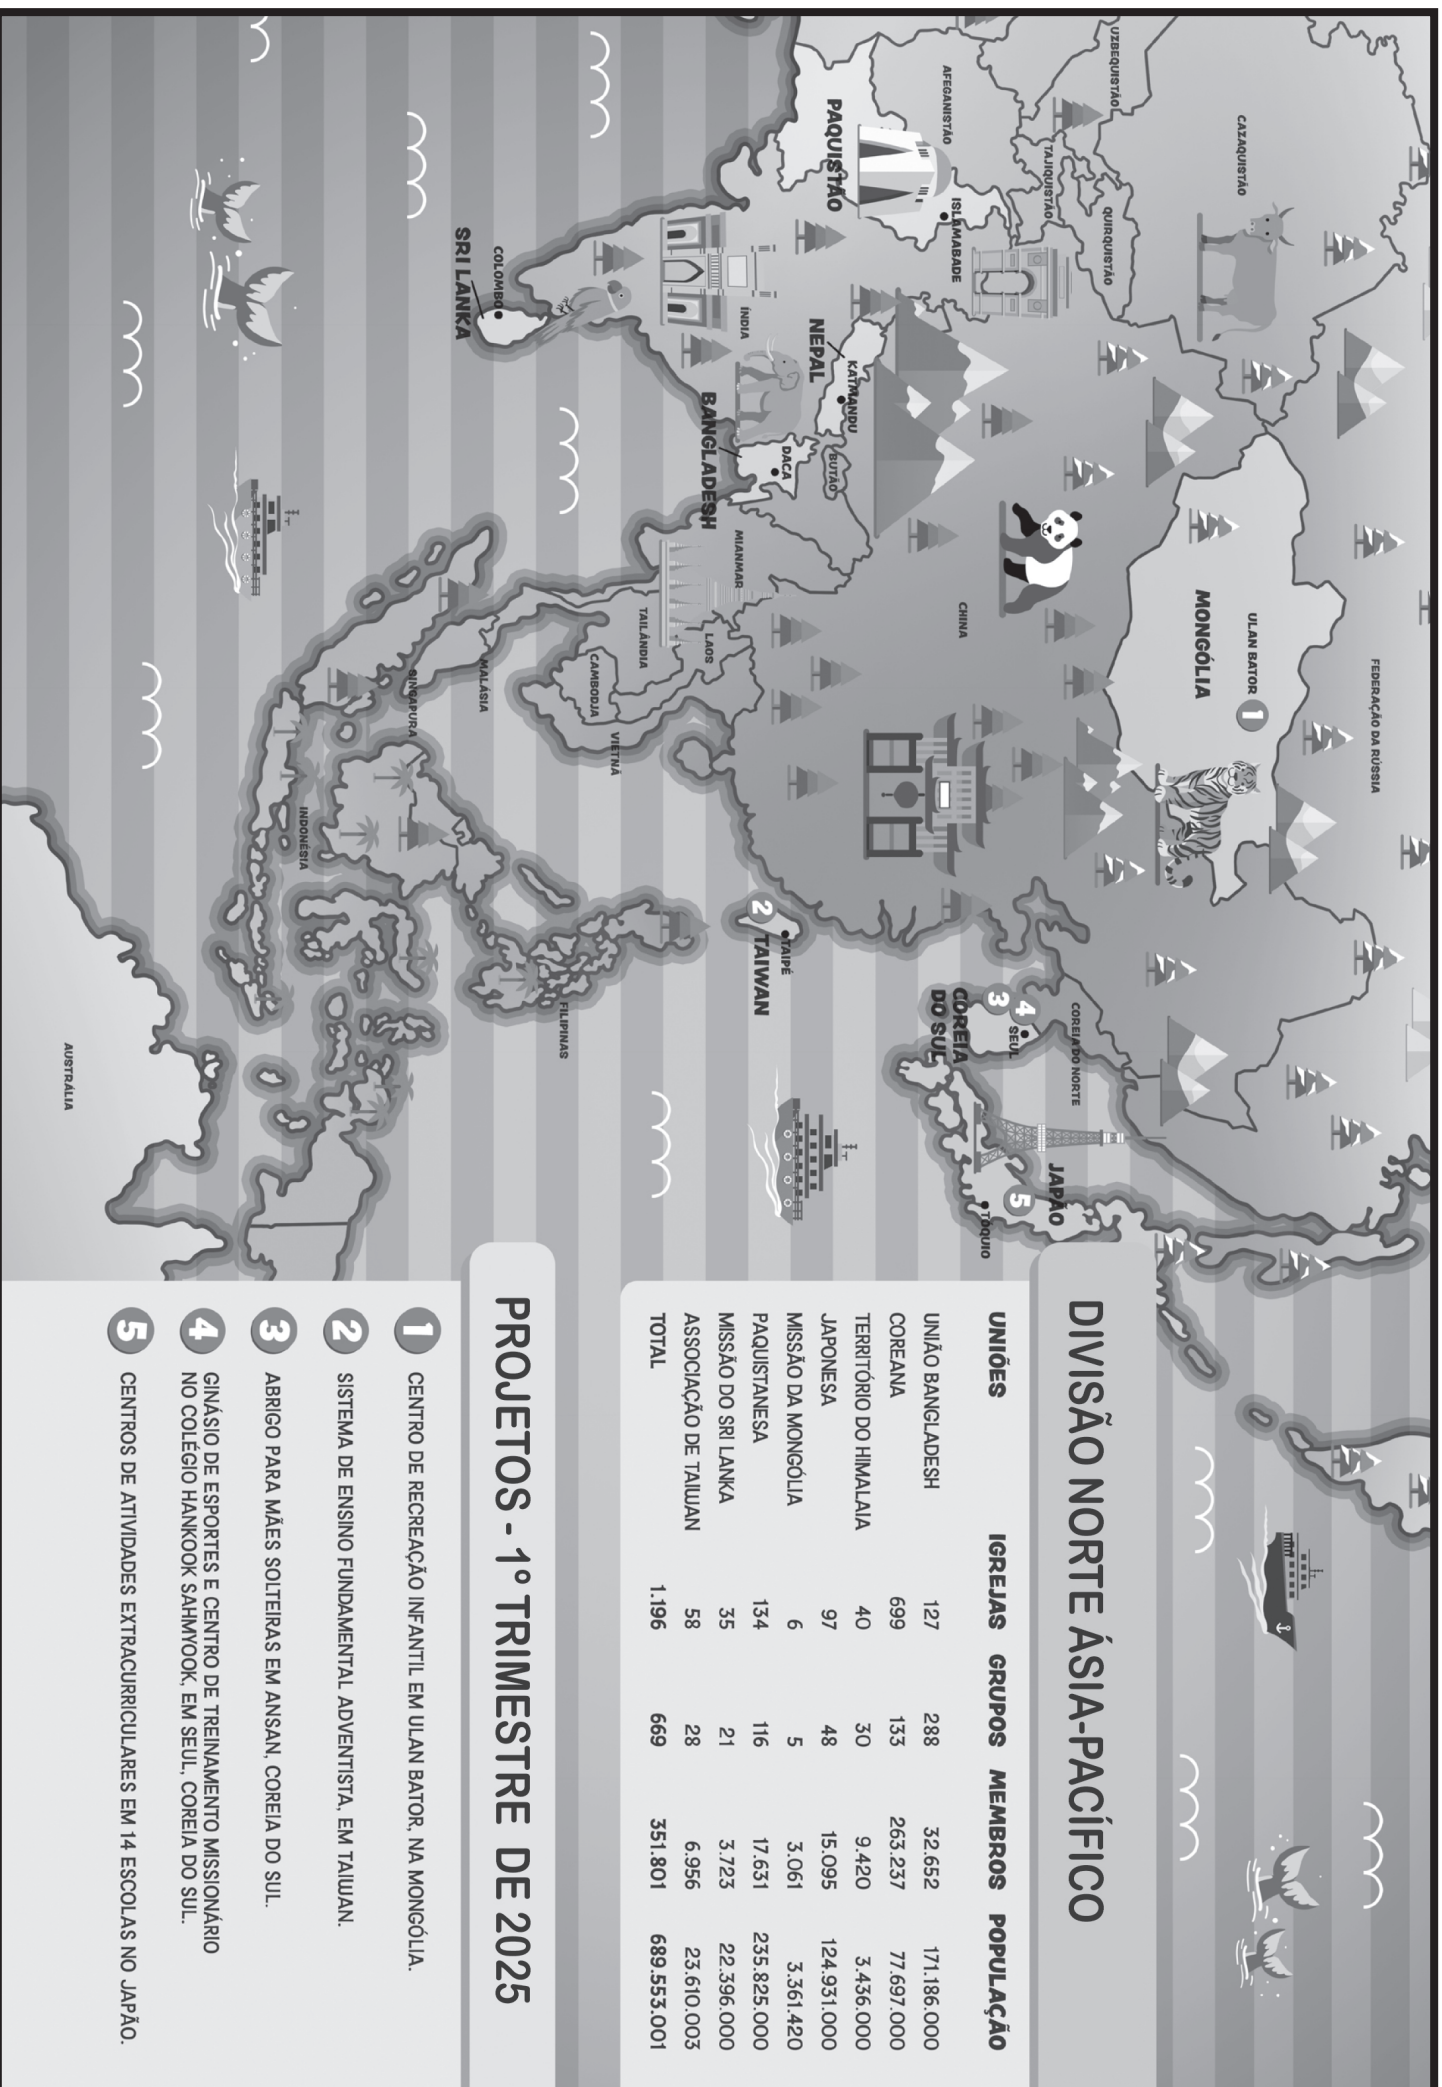 DIVISÃO NORTE ÁSIA-PACÍFICO
UNIÕES IGREJAS GRUPOS MEMBROS POPULAÇÃO
UNIÃO BANGLADESH 127 288 32.652 171.186.000
COREANA 699 133 263.237 77.697.000
TERRITÓRIO DO HIMALAIA 40 30 9.420 3.436.000
JAPONESA 97 48 15.095 124.931.000
MISSÃO DA MONGÓLIA 6 5 3.061 3.361.420
PAQUISTANESA 134 116 17.631 235.825.000
MISSÃO DO SRI LANKA 35 21 3.723 22.396.000
ASSOCIAÇÃO DE TAIWAN 58 28 6.956 23.610.003
TOTAL 1.196 669 351.801 689.553.001
PROJETOS - 1º TRIMESTRE DE 2025
1 CENTRO DE RECREAÇÃO INFANTIL EM ULAN BATOR, NA MONGÓLIA.
2 SISTEMA DE ENSINO FUNDAMENTAL ADVENTISTA, EM TAIWAN.
3 ABRIGO PARA MÃES SOLTEIRAS EM ANSAN, COREIA DO SUL.
4 GINÁSIO DE ESPORTES E CENTRO DE TREINAMENTO MISSIONÁRIO
NO COLÉGIO HANKOOK SAHMYOOK, EM SEUL, COREIA DO SUL.
5 CENTROS DE ATIVIDADES EXTRACURRICULARES EM 14 ESCOLAS NO JAPÃO.
FEDERAÇÃO DA RÚSSIA
CAZAQUISTÃO
ULAN BATOR
1
MONGÓLIA
UZBEQUISTÃO
QUIRQUISTÃO
TAJIQUISTÃO
COREIA DO NORTE
JAPÃO
5
TÓQUIO
4
3
SEUL
COREIA
DO SUL
AFEGANISTÃO
ISLAMABADE
CHINA
PAQUISTÃO
NEPAL
KATMANDU
BUTÃO
DACA
BANGLADESH
ÍNDIA
TAIPÉ
2
TAIWAN
MIANMAR
LAOS
TAILÂNDIA
VIETNÃ
CAMBODJA
FILIPINAS
COLOMBO
SRI LANKA
MALÁSIA
SINGAPURA
INDONÉSIA
AUSTRÁLIA